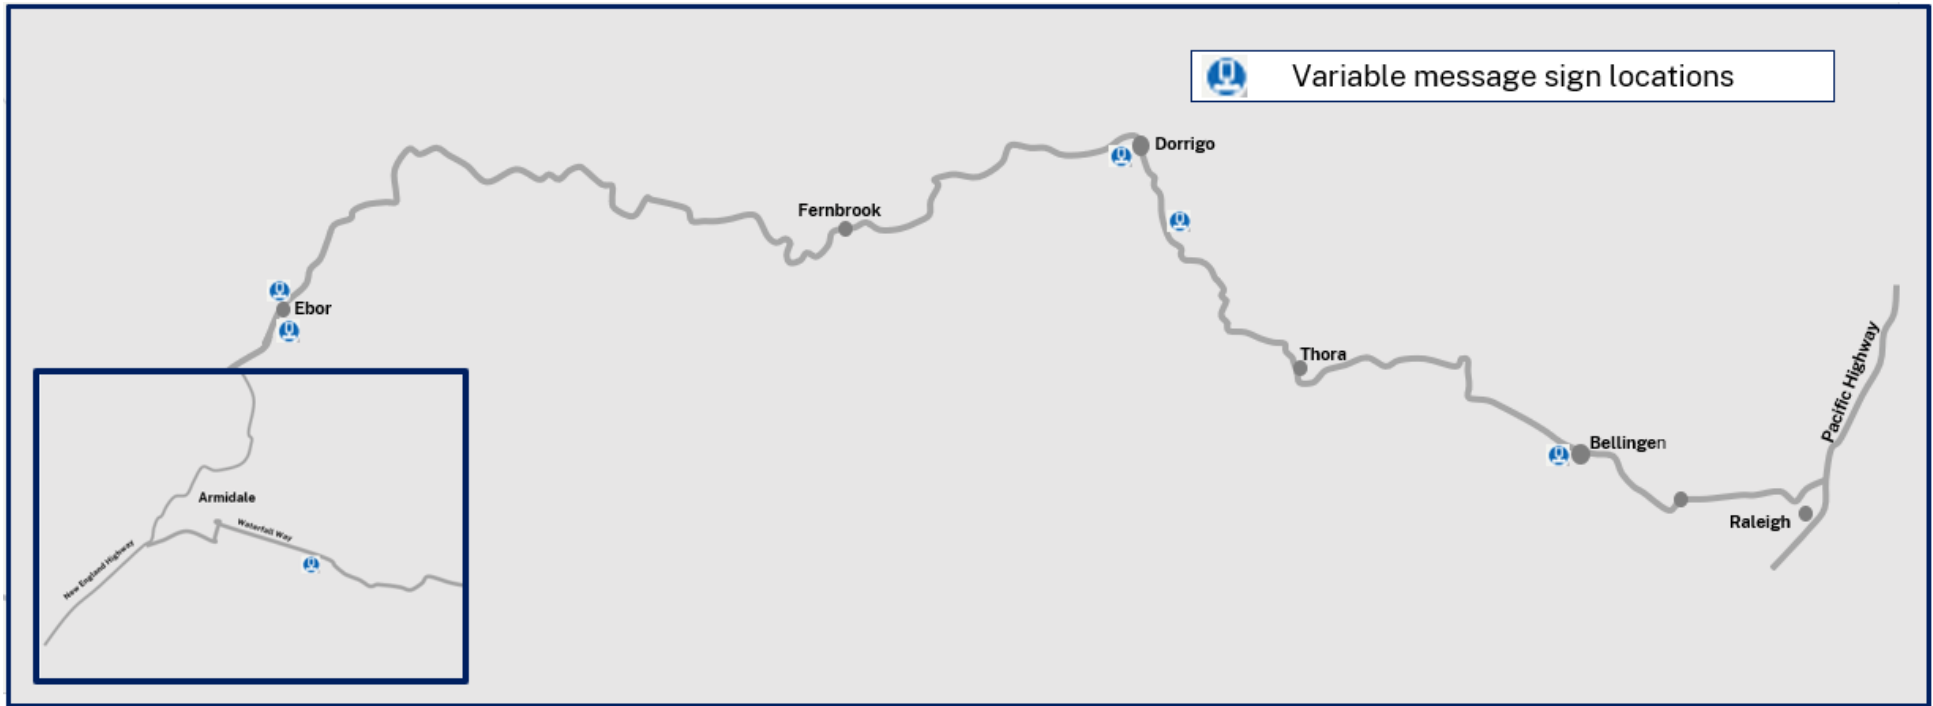 Variable message sign locations
Dorrigo
Fernbrook
Ebor
Thora
Pacific Highway
Bellingen
Raleigh
Armidale
Waterfall Way
New England Highway